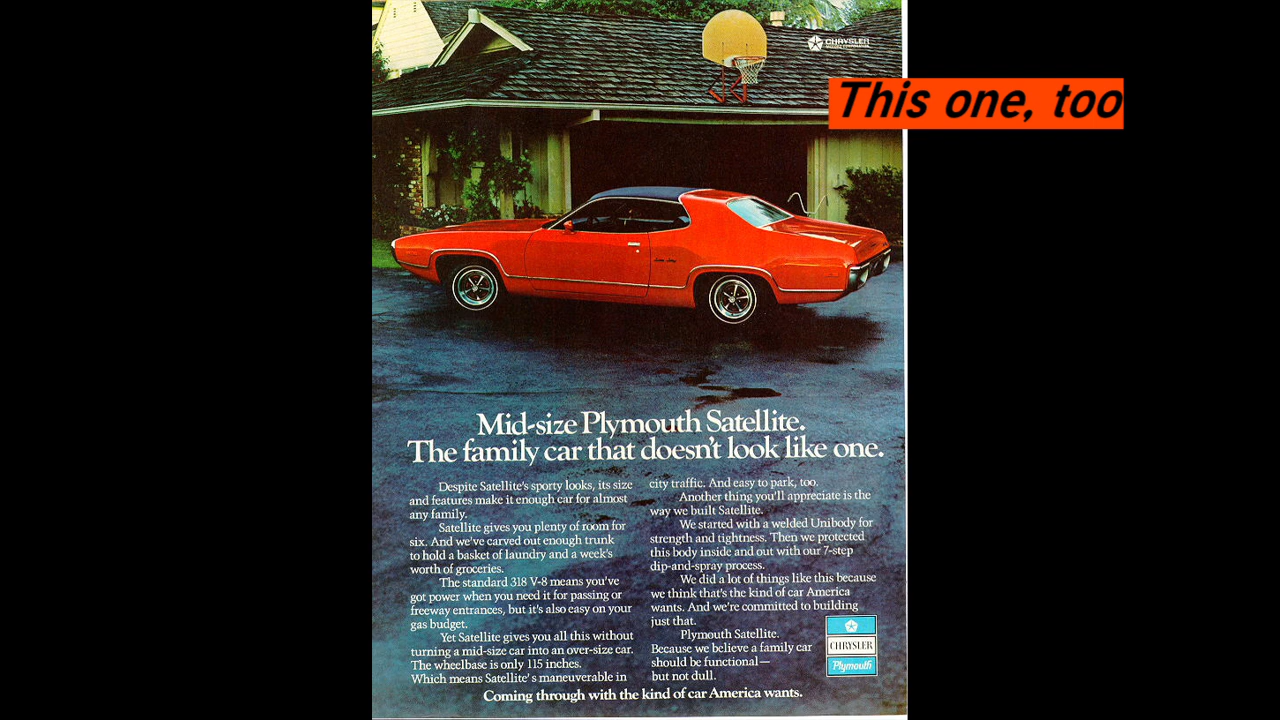 CHRYSLER
This one, too
Mid-size Plymouth Satellite.
The family car that doesn't look like one.
Despite Satellite's sporty looks, its size
and features make it enough car for almost
any family.
Satellite gives you plenty of room for
six. And we've carved out enough trunk
to hold a basket of laundry and a week's
worth of groceries.
The standard 318 V-8 means you've
got power when you need it for passing or
freeway entrances, but it's also easy on your
gas budget.
Yet Satellite gives you all this without
turning a mid-size car into an over-size car.
The wheelbase is only 115 inches.
Which means Satellite's maneuverable in
city traffic. And easy to park, too.
Another thing you'll appreciate is the
way we built Satellite.
We started with a welded Unibody for
strength and tightness. Then we protected
this body inside and out with our 7-step
dip-and-spray process.
We did a lot of things like this because
we think that's the kind of car America
wants. And we're committed to building
just that.
Plymouth Satellite.
Because we believe a family car
should be functional—
but not dull.
CHRYSLER
Plymouth
Coming through with the kind of car America wants.